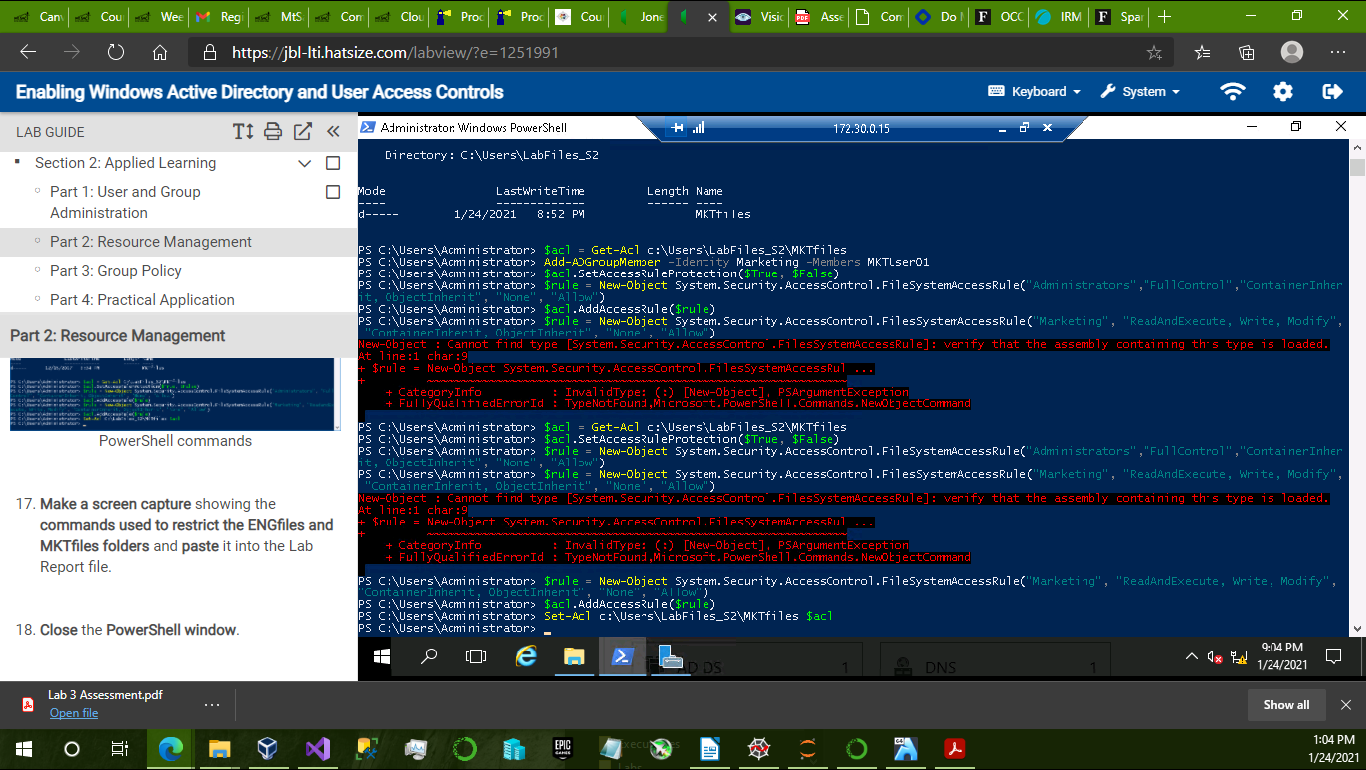 Can
Cour
Wee
Regi
MtS
Con
Clou
Proc
Proc
Cou
Jone
Visic
Asse
Con
Do N
OCC
IRM
Spar
https://jbl-lti.hatsize.com/labview/?e=1251991
Enabling Windows Active Directory and User Access Controls
Keyboard
System
LAB GUIDE
Section 2: Applied Learning
Part 1: User and Group
Administration
Part 2: Resource Management
Part 3: Group Policy
Part 4: Practical Application
Part 2: Resource Management
PowerShell commands
17. Make a screen capture showing the
commands used to restrict the ENGfiles and
MKTfiles folders and paste it into the Lab
Report file.
18. Close the PowerShell window.
Administrator: Windows PowerShell
172.30.0.15
Directory: C:\Users\LabFiles_S2
Mode LastWriteTime Length Name
---- ------------- ------ ----
d----- 1/24/2021 8:52 PM MKTfiles
PS C:\Users\Administrator> $acl = Get-Acl c:\Users\LabFiles_S2\MKTfiles
PS C:\Users\Administrator> Add-ADGroupMember -Identity Marketing -Members MKTUser01
PS C:\Users\Administrator> $acl.SetAccessRuleProtection($True, $False)
PS C:\Users\Administrator> $rule = New-Object System.Security.AccessControl.FileSystemAccessRule("Administrators","FullControl","ContainerInher
it, ObjectInherit", "None", "Allow")
PS C:\Users\Administrator> $acl.AddAccessRule($rule)
PS C:\Users\Administrator> $rule = New-Object System.Security.AccessControl.FilesSystemAccessRule("Marketing", "ReadAndExecute, Write, Modify",
"ContainerInherit, ObjectInherit", "None", "Allow")
New-Object : Cannot find type [System.Security.AccessControl.FilesSystemAccessRule]: verify that the assembly containing this type is loaded.
At line:1 char:9
+ $rule = New-Object System.Security.AccessControl.FilesSystemAccessRul ...
+ CategoryInfo : InvalidType: (:) [New-Object], PSArgumentException
+ FullyQualifiedErrorId : TypeNotFound,Microsoft.PowerShell.Commands.NewObjectCommand
PS C:\Users\Administrator> $acl = Get-Acl c:\Users\LabFiles_S2\MKTfiles
PS C:\Users\Administrator> $acl.SetAccessRuleProtection($True, $False)
PS C:\Users\Administrator> $rule = New-Object System.Security.AccessControl.FileSystemAccessRule("Administrators","FullControl","ContainerInher
it, ObjectInherit", "None", "Allow")
PS C:\Users\Administrator> $rule = New-Object System.Security.AccessControl.FilesSystemAccessRule("Marketing", "ReadAndExecute, Write, Modify",
"ContainerInherit, ObjectInherit", "None", "Allow")
New-Object : Cannot find type [System.Security.AccessControl.FilesSystemAccessRule]: verify that the assembly containing this type is loaded.
At line:1 char:9
+ $rule = New-Object System.Security.AccessControl.FilesSystemAccessRul ...
+ CategoryInfo : InvalidType: (:) [New-Object], PSArgumentException
+ FullyQualifiedErrorId : TypeNotFound,Microsoft.PowerShell.Commands.NewObjectCommand
PS C:\Users\Administrator> $rule = New-Object System.Security.AccessControl.FileSystemAccessRule("Marketing", "ReadAndExecute, Write, Modify",
"ContainerInherit, ObjectInherit", "None", "Allow")
PS C:\Users\Administrator> $acl.AddAccessRule($rule)
PS C:\Users\Administrator> Set-Acl c:\Users\LabFiles_S2\MKTfiles $acl
PS C:\Users\Administrator>
AD DS 1
DNS 1
9:04 PM
1/24/2021
Lab 3 Assessment.pdf
Open file
Show all
EPIC
GAMES
1:04 PM
1/24/2021